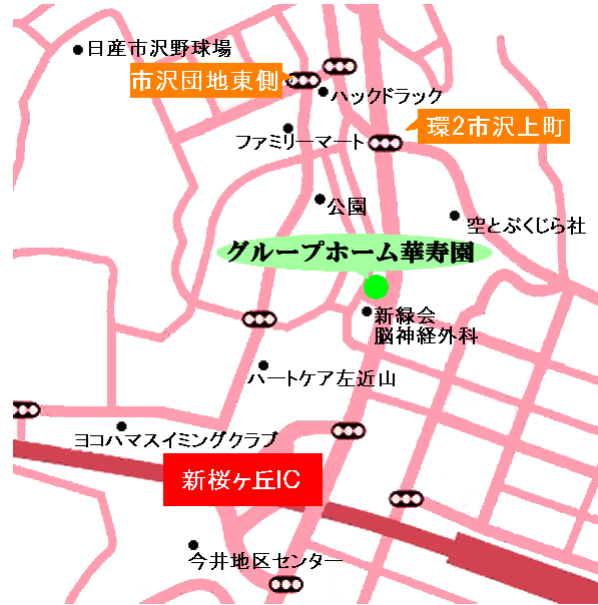 日産市沢野球場
市沢団地東側
ハックドラック
環2市沢上町
ファミリーマート
公園
空とぶくじら社
グループホーム華寿園
新緑会
脳神経外科
ハートケア左近山
ヨコハマスイミングクラブ
新桜ヶ丘IC
今井地区センター